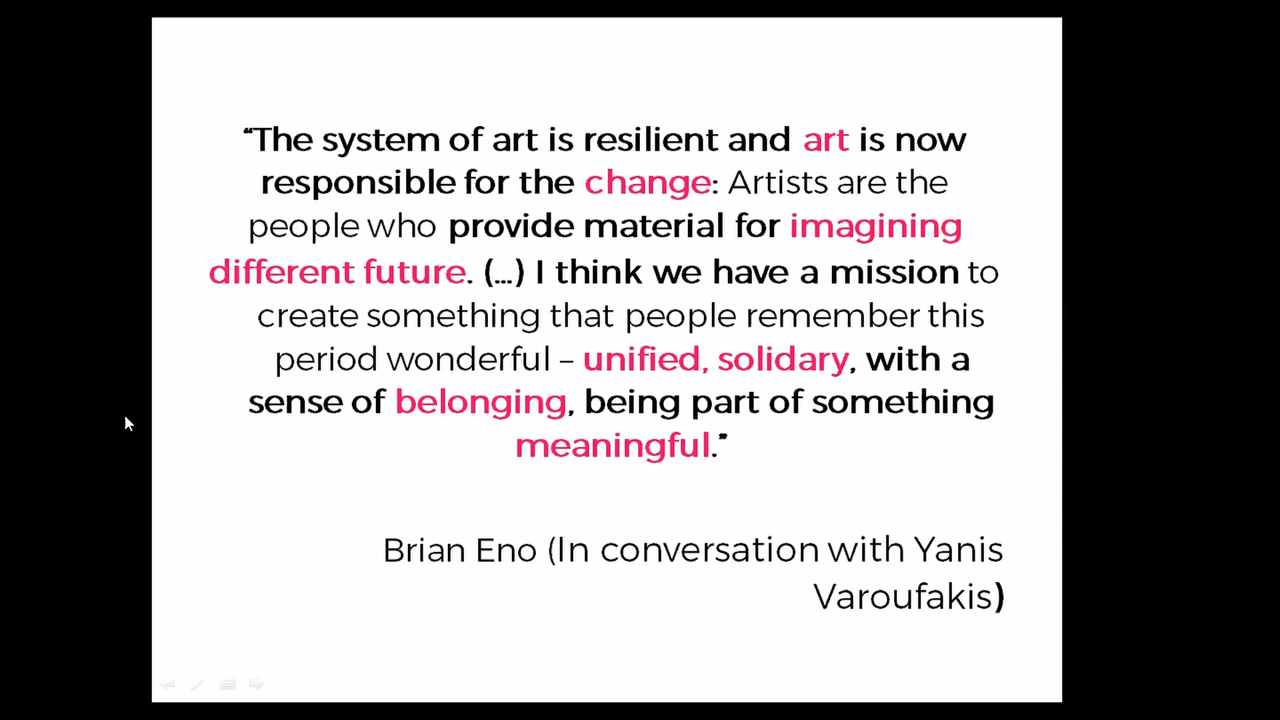 “The system of art is resilient and art is now
responsible for the change: Artists are the
people who provide material for imagining
different future. (...) I think we have a mission to
create something that people remember this
period wonderful – unified, solidary, with a
sense of belonging, being part of something
meaningful.”
Brian Eno (In conversation with Yanis
Varoufakis)